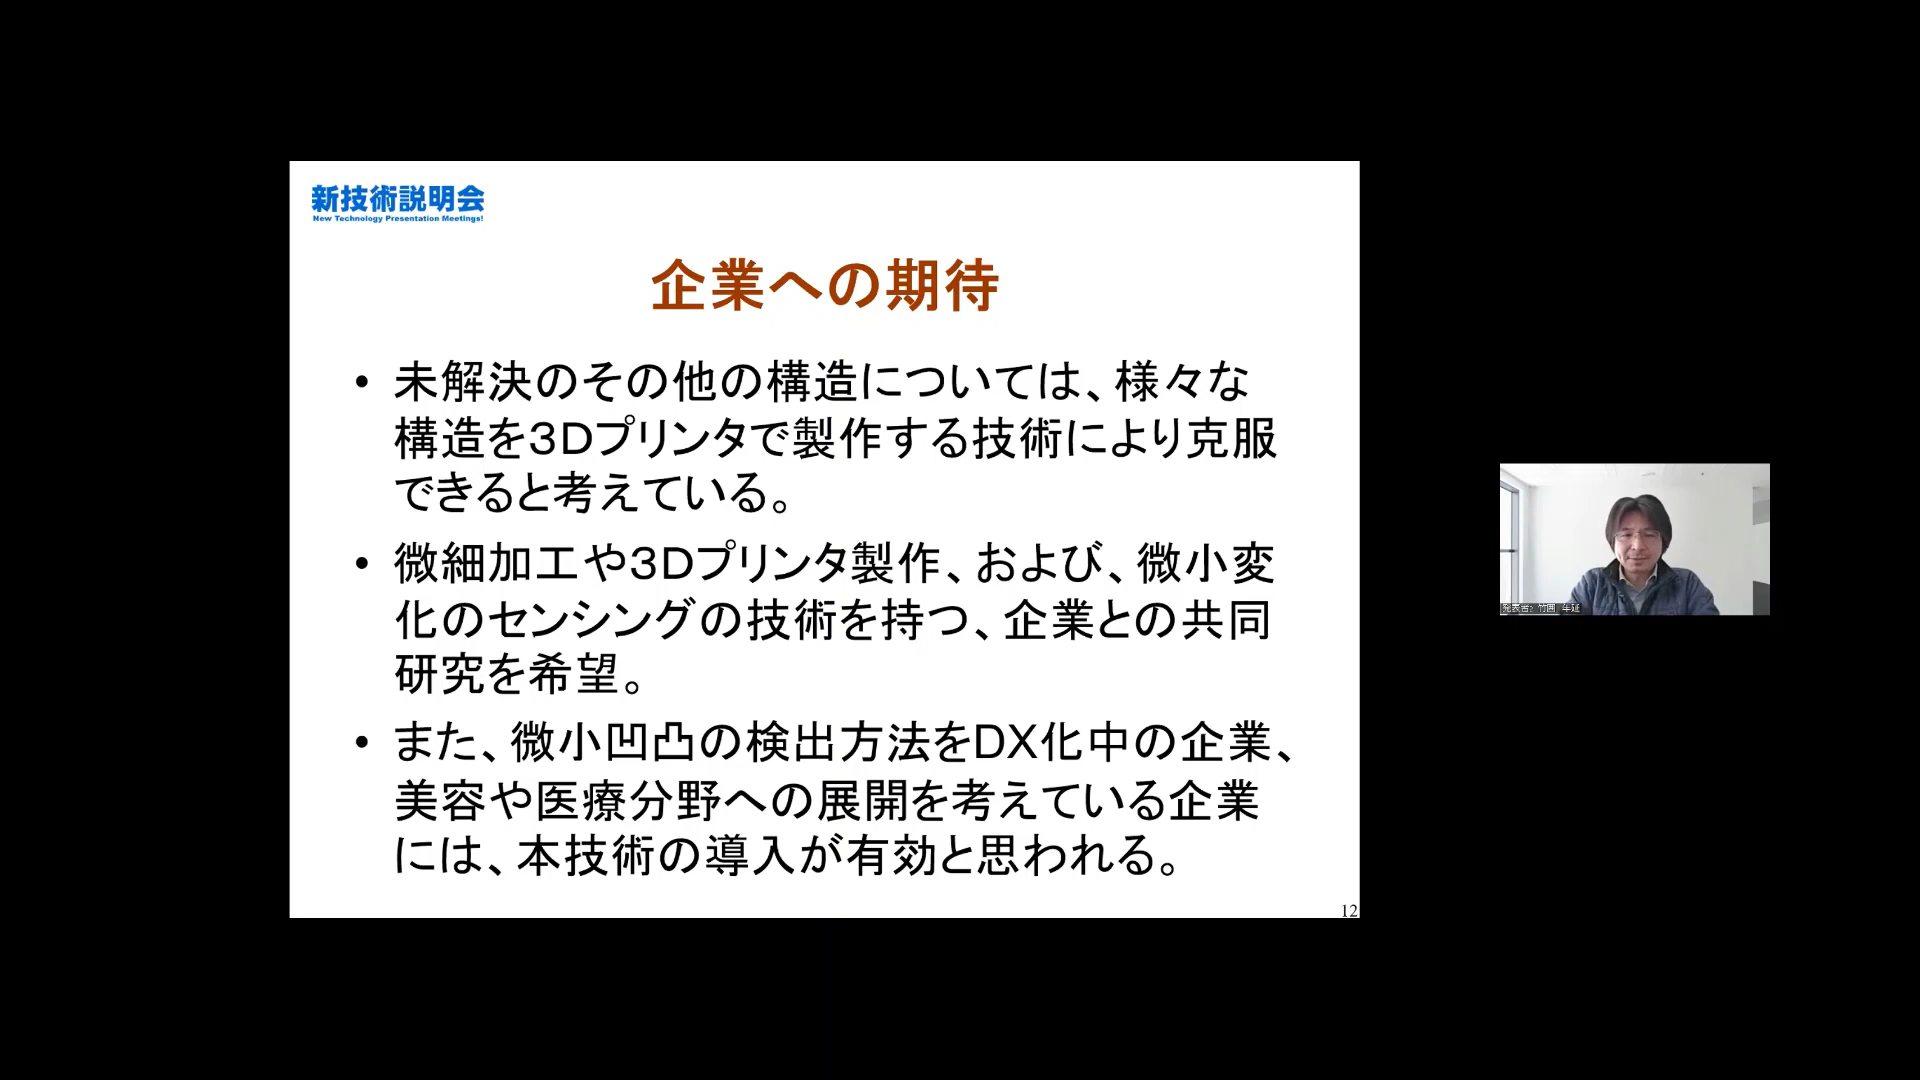 新技術説明会
New Technology Presentation Meetings!
企業への期待
• 未解決のその他の構造については、様々な
構造を３Ｄプリンタで製作する技術により克服
できると考えている。
• 微細加工や３Ｄプリンタ製作、および、微小変
化のセンシングの技術を持つ、企業との共同
研究を希望。
• また、微小凹凸の検出方法をDX化中の企業、
美容や医療分野への展開を考えている企業
には、本技術の導入が有効と思われる。
12
発表者: 竹囲